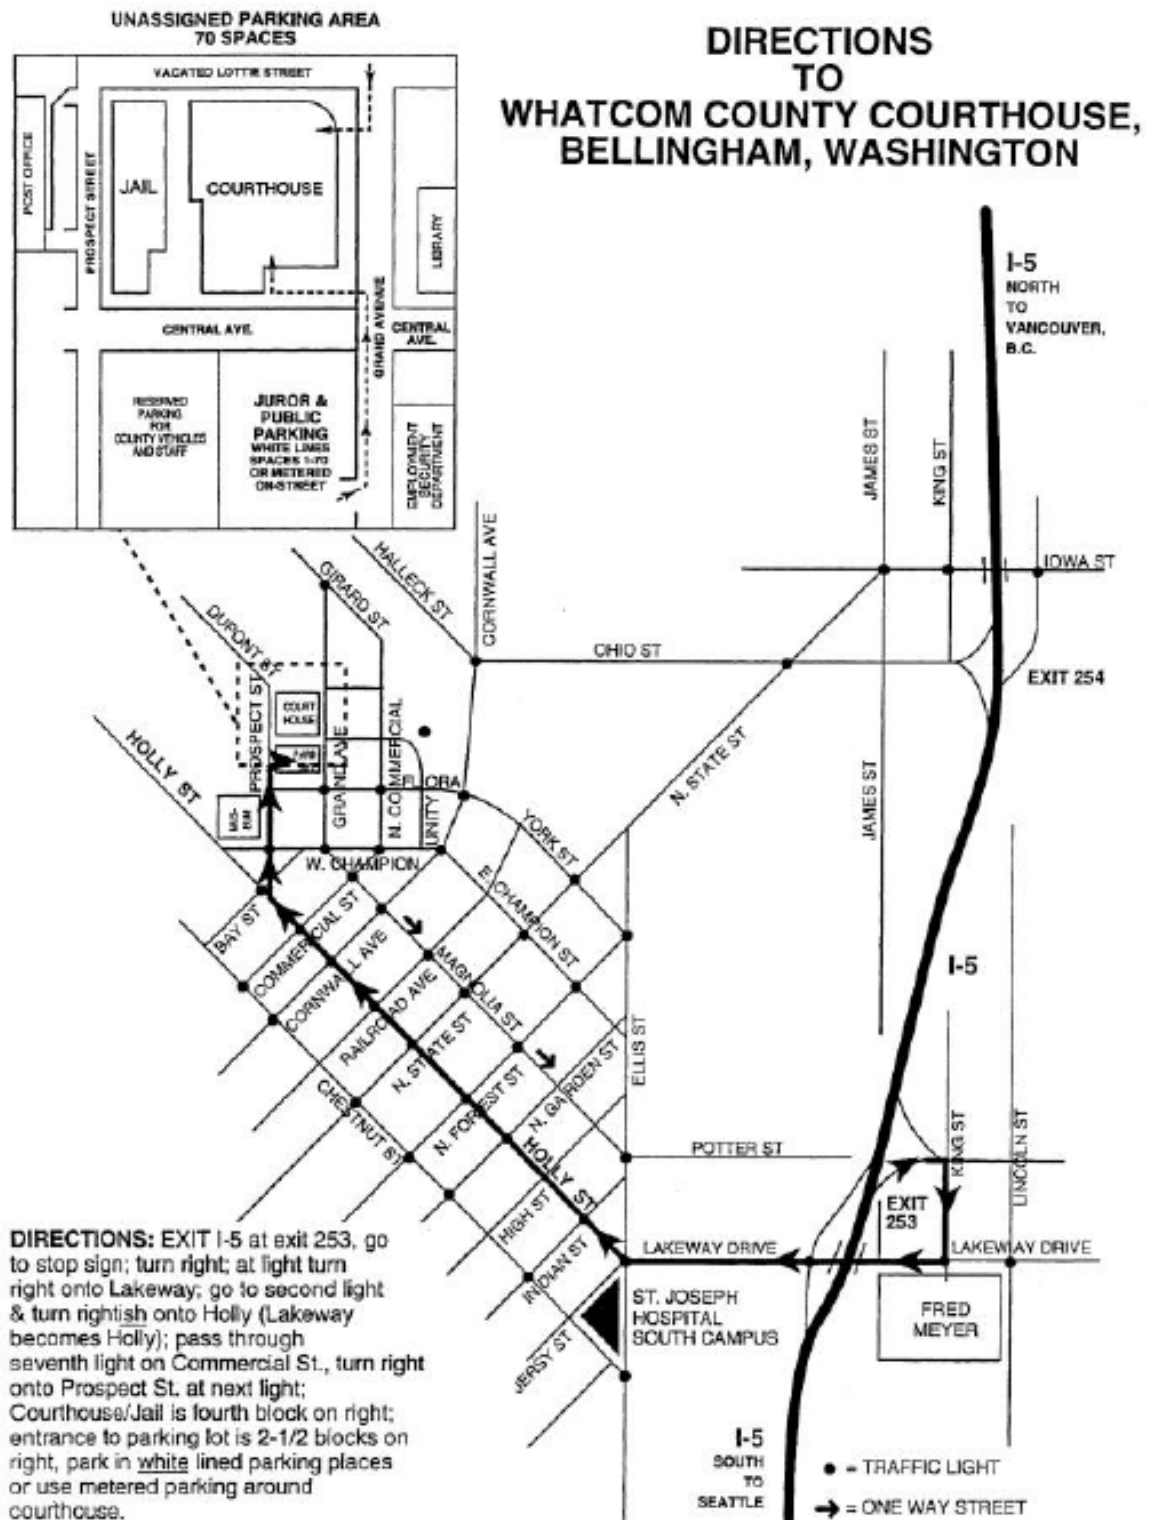 UNASSIGNED PARKING AREA
70 SPACES
DIRECTIONS
TO
WHATCOM COUNTY COURTHOUSE,
BELLINGHAM, WASHINGTON
VACATED LOTTIE STREET
POST OFFICE
PROSPECT STREET
JAIL
COURTHOUSE
LIBRARY
GRAND AVENUE
CENTRAL AVE.
CENTRAL
AVE.
RESERVED
PARKING
FOR
COUNTY VEHICLES
AND STAFF
JUROR &
PUBLIC
PARKING
WHITE LINES
SPACES 1-70
OR METERED
ON-STREET
EMPLOYMENT
SECURITY
DEPARTMENT
I-5
NORTH
TO
VANCOUVER,
B.C.
JAMES ST
KING ST
IOWA ST
CORNWALL AVE
HALLECK ST
GIRARD ST
DUPONT ST
OHIO ST
EXIT 254
PROSPECT ST
COURT
HOUSE
GRAND AVE
N. COMMERCIAL
HOLLY ST
FLORA
UNITY
N. STATE ST
JAMES ST
MUS-
EUM
YORK ST
W. CHAMPION
E. CHAMPION ST
BAY ST
COMMERCIAL ST
CORNWALL AVE
MAGNOLIA ST
RAILROAD AVE
I-5
N. STATE ST
ELLIS ST
N. GARDEN ST
CHESTNUT ST
N. FOREST ST
HOLLY ST
POTTER ST
KING ST
LINCOLN ST
HIGH ST
EXIT
253
INDIAN ST
LAKEWAY DRIVE
LAKEWAY DRIVE
ST. JOSEPH
HOSPITAL
SOUTH CAMPUS
FRED
MEYER
JERSY ST
DIRECTIONS: EXIT I-5 at exit 253, go
to stop sign; turn right; at light turn
right onto Lakeway; go to second light
& turn rightish onto Holly (Lakeway
becomes Holly); pass through
seventh light on Commercial St., turn right
onto Prospect St. at next light;
Courthouse/Jail is fourth block on right;
entrance to parking lot is 2-1/2 blocks on
right, park in white lined parking places
or use metered parking around
courthouse.
I-5
SOUTH
TO
SEATTLE
= TRAFFIC LIGHT
= ONE WAY STREET